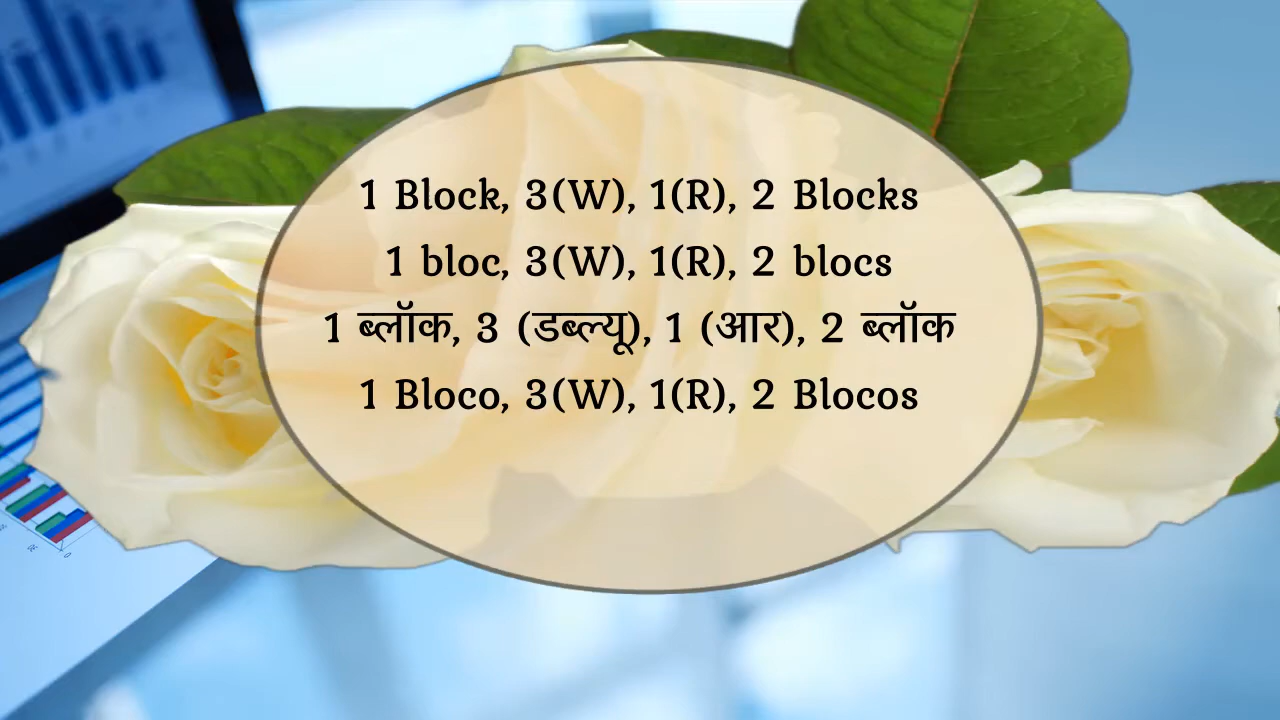 1 Block, 3(W), 1(R), 2 Blocks
1 bloc, 3(W), 1(R), 2 blocs
1 ब्लॉक, 3 (डब्ल्यू), 1 (आर), 2 ब्लॉक
1 Bloco, 3(W), 1(R), 2 Blocos